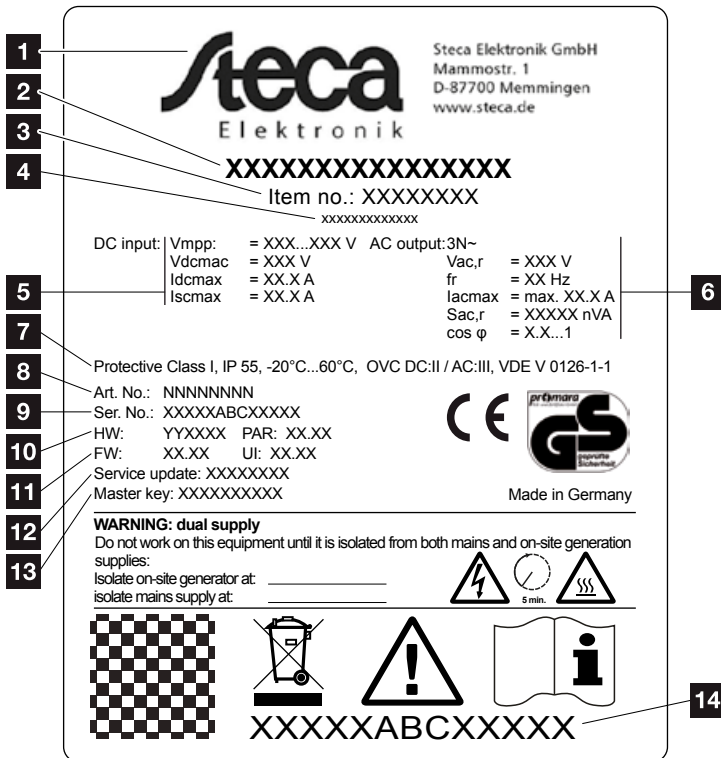 1
2
3
4
5
6
7
8
9
10
11
12
13
14
Steca
Elektronik
Steca Elektronik GmbH
Mammostr. 1
D-87700 Memmingen
www.steca.de
XXXXXXXXXXXXXXXX
Item no.: XXXXXXXX
xxxxxxxxxxxxx
DC input: Vmpp: = XXX...XXX V AC output: 3N~
Vdcmac = XXX V Vac,r = XXX V
Idcmax = XX.X A fr = XX Hz
Iscmax = XX.X A Iacmax = max. XX.X A
Sac,r = XXXXX nVA
cos φ = X.X...1
Protective Class I, IP 55, -20°C...60°C, OVC DC:II / AC:III, VDE V 0126-1-1
Art. No.: NNNNNNNN
Ser. No.: XXXXXABCXXXXX
HW: YYXXXX PAR: XX.XX
FW: XX.XX UI: XX.XX
Service update: XXXXXXXX
Master key: XXXXXXXXXX
CE
GS
geprüfte
Sicherheit
Made in Germany
WARNING: dual supply
Do not work on this equipment until it is isolated from both mains and on-site generation
supplies:
Isolate on-site generator at:
isolate mains supply at:
5 min.
XXXXXABCXXXXX